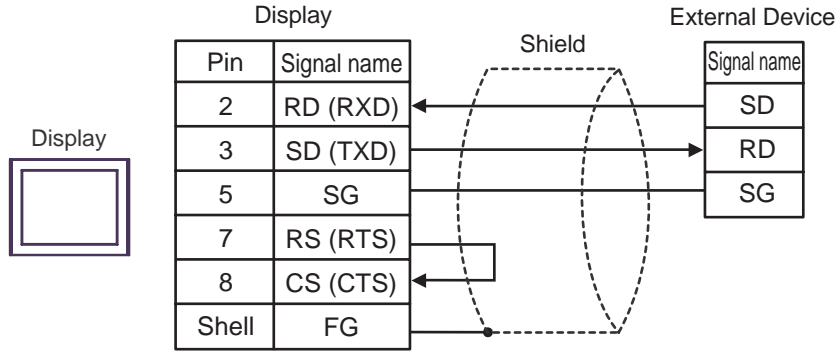 Display
External Device
Shield
Pin Signal name
Signal name
2 RD (RXD)
SD
Display
3 SD (TXD)
RD
5 SG
SG
7 RS (RTS)
8 CS (CTS)
Shell FG